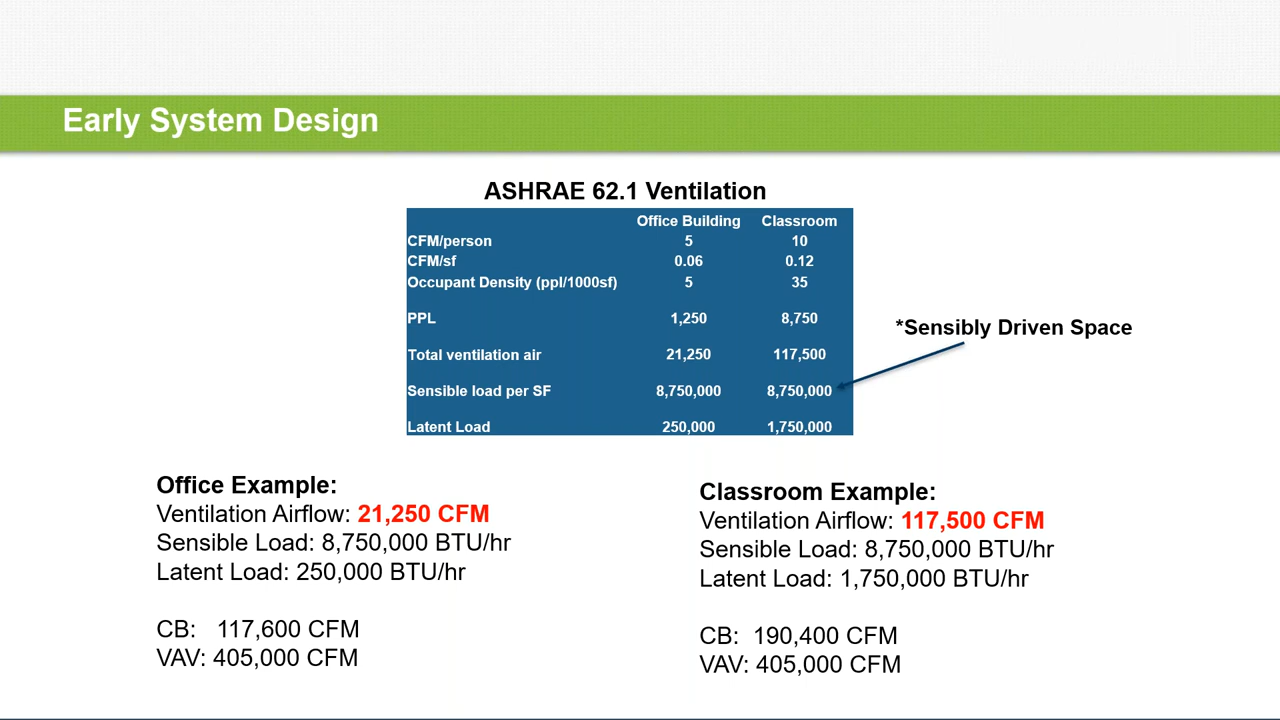 Early System Design
ASHRAE 62.1 Ventilation
Office Building Classroom
CFM/person 5 10
CFM/sf 0.06 0.12
Occupant Density (ppl/1000sf) 5 35
PPL 1,250 8,750
Total ventilation air 21,250 117,500
Sensible load per SF 8,750,000 8,750,000
Latent Load 250,000 1,750,000
*Sensibly Driven Space
Office Example:
Ventilation Airflow: 21,250 CFM
Sensible Load: 8,750,000 BTU/hr
Latent Load: 250,000 BTU/hr
CB: 117,600 CFM
VAV: 405,000 CFM
Classroom Example:
Ventilation Airflow: 117,500 CFM
Sensible Load: 8,750,000 BTU/hr
Latent Load: 1,750,000 BTU/hr
CB: 190,400 CFM
VAV: 405,000 CFM